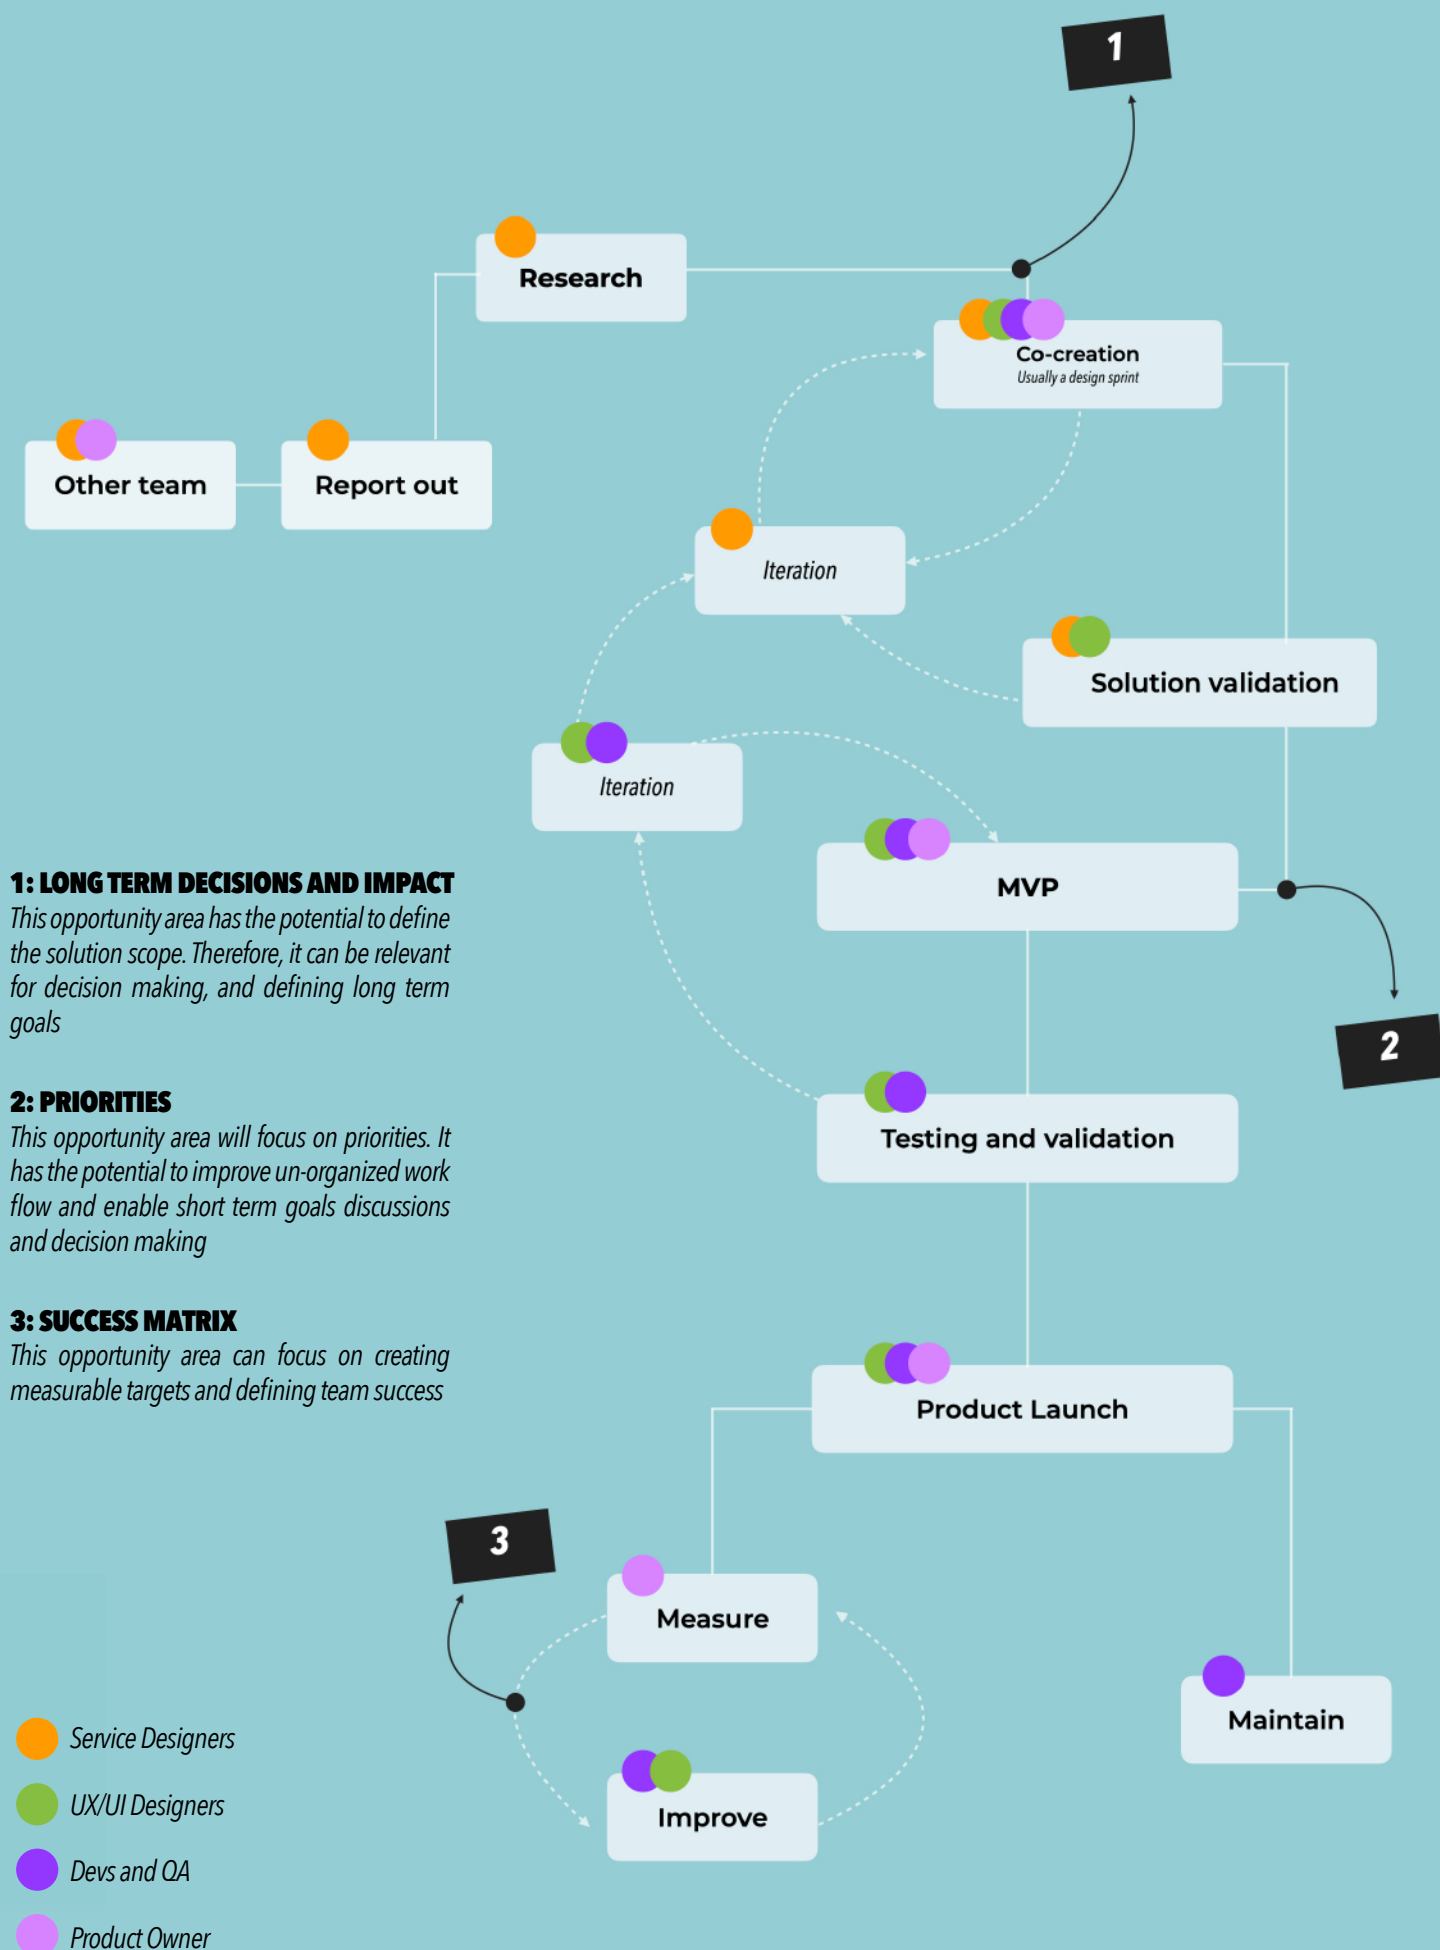 1
Research
Co-creation
Usually a design sprint
Other team
Report out
Iteration
Solution validation
Iteration
MVP
1: LONG TERM DECISIONS AND IMPACT
This opportunity area has the potential to define
the solution scope. Therefore, it can be relevant
for decision making, and defining long term
goals
2
2: PRIORITIES
This opportunity area will focus on priorities. It
has the potential to improve un-organized work
flow and enable short term goals discussions
and decision making
Testing and validation
3: SUCCESS MATRIX
This opportunity area can focus on creating
measurable targets and defining team success
Product Launch
3
Measure
Maintain
Improve
Service Designers
UX/UI Designers
Devs and QA
Product Owner